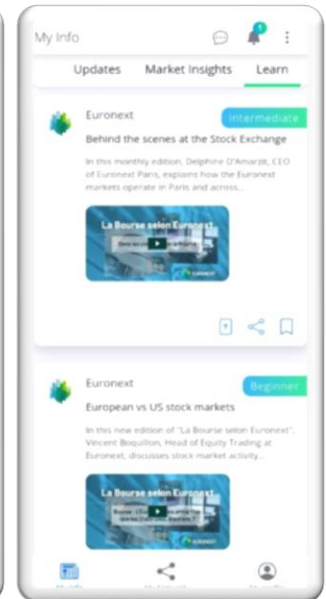 My Info
Updates Market Insights Learn
Euronext
Intermediate
Behind the scenes at the Stock Exchange
In this monthly edition, Delphine D'Amarzit, CEO
of Euronext Paris, explains how the Euronext
markets operate in Paris and across...
La Bourse selon Euronext
EURONEXT
Euronext
Beginner
European vs US stock markets
In this new edition of "La Bourse selon Euronext",
Vincent Boquillon, Head of Equity Trading at
Euronext, discusses stock market activity...
La Bourse selon Euronext
EURONEXT
My Info